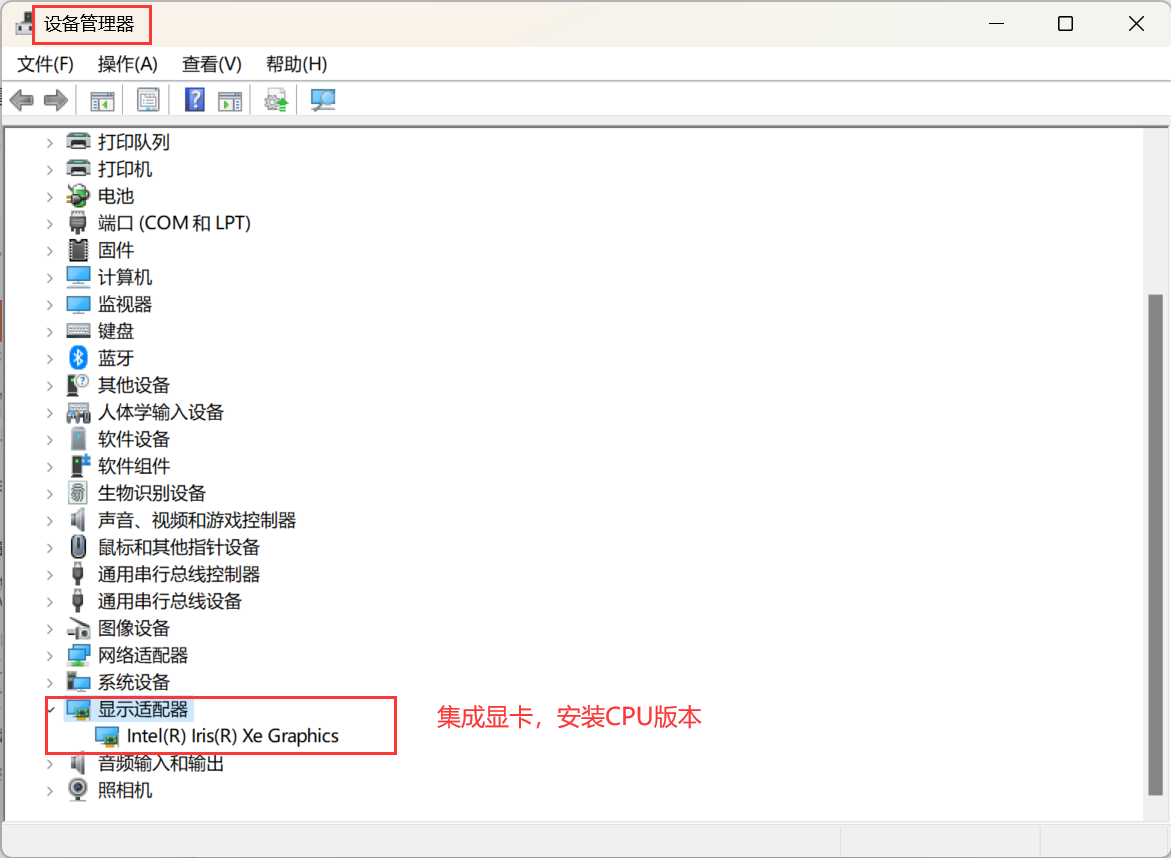 设备管理器
文件(F) 操作(A) 查看(V) 帮助(H)
打印队列
打印机
电池
端口 (COM 和 LPT)
固件
计算机
监视器
键盘
蓝牙
其他设备
人体学输入设备
软件设备
软件组件
生物识别设备
声音、视频和游戏控制器
鼠标和其他指针设备
通用串行总线控制器
通用串行总线设备
图像设备
网络适配器
系统设备
显示适配器
集成显卡，安装CPU版本
Intel(R) Iris(R) Xe Graphics
音频输入和输出
照相机